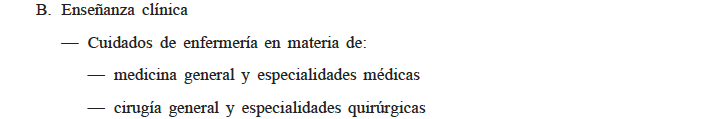 B. Enseñanza clínica
— Cuidados de enfermería en materia de:
— medicina general y especialidades médicas
— cirugía general y especialidades quirúrgicas